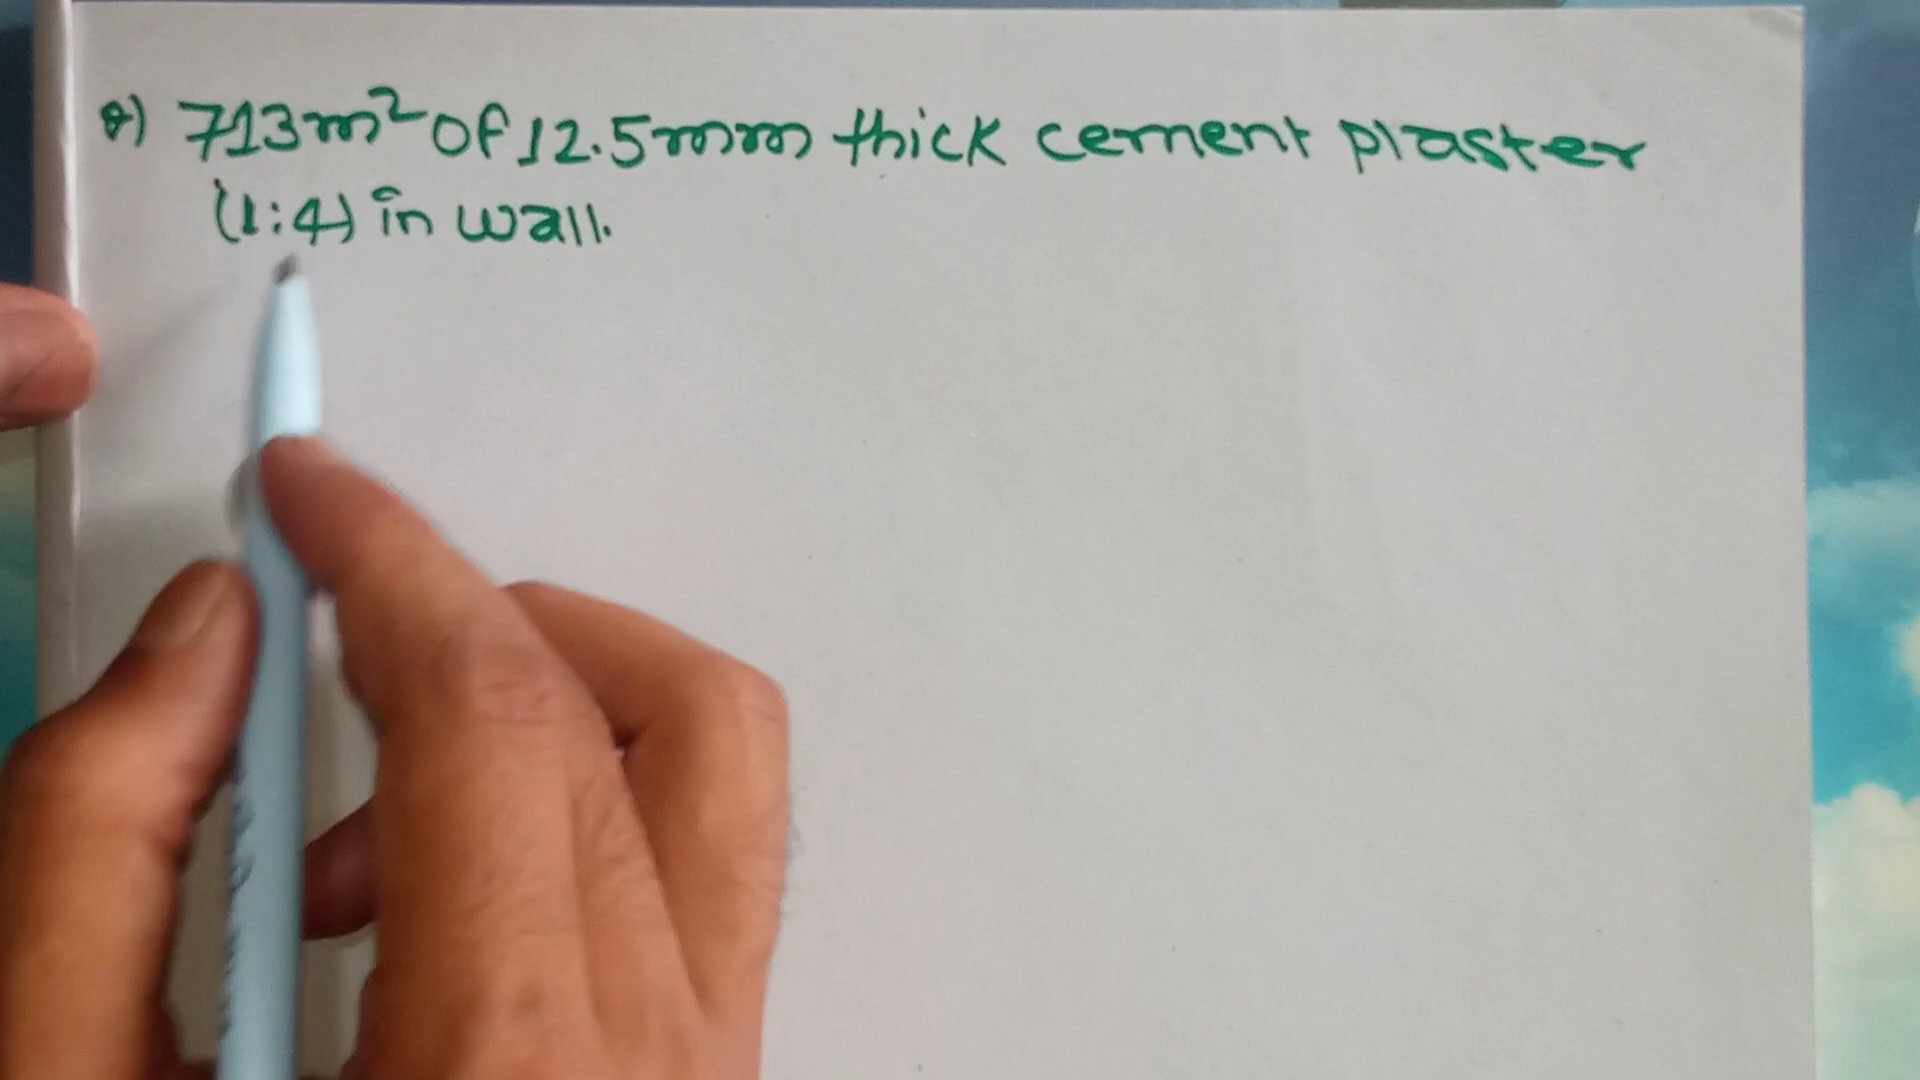 8) 713m² of 12.5mm thick cement plaster
(1:4) in wall.